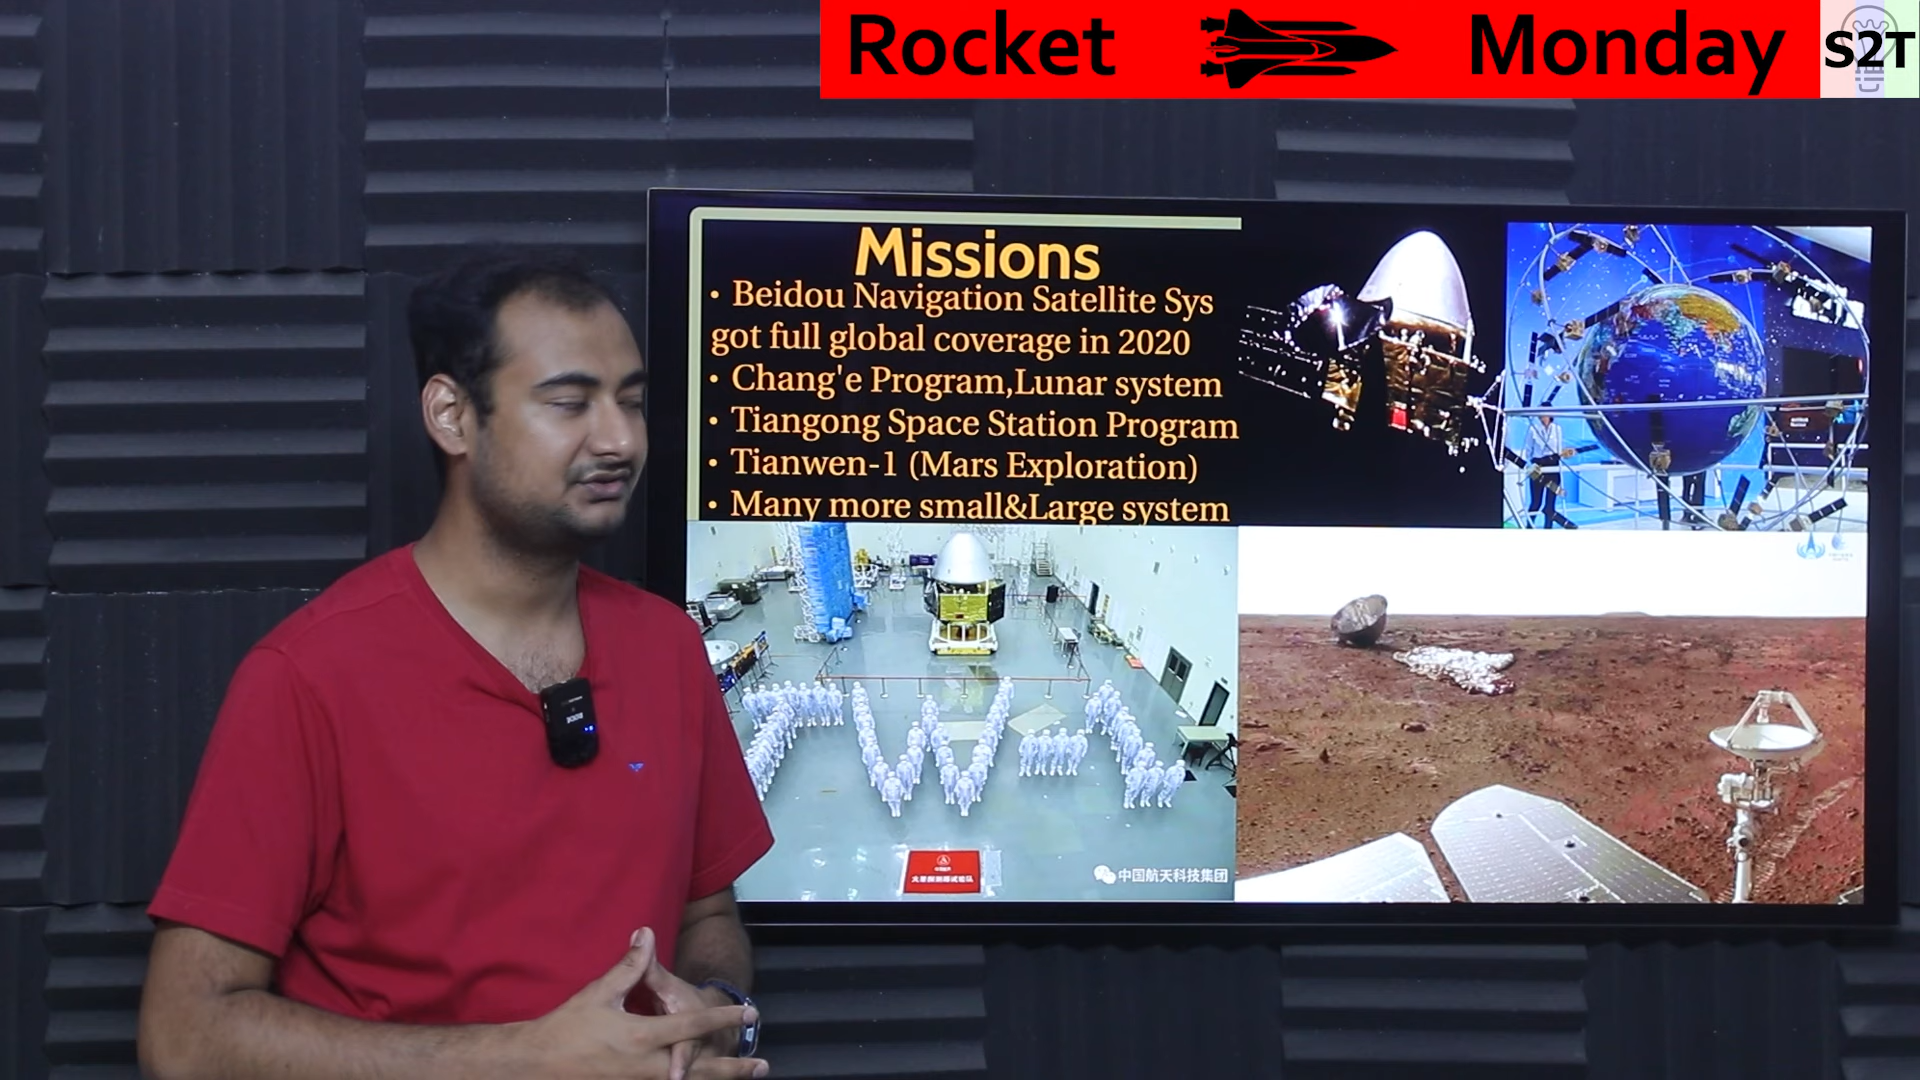 Rocket Monday
S2T
Missions
• Beidou Navigation Satellite Sys
got full global coverage in 2020
• Chang'e Program,Lunar system
• Tiangong Space Station Program
• Tianwen-1 (Mars Exploration)
• Many more small&Large system
中国航天科技集团
RODE